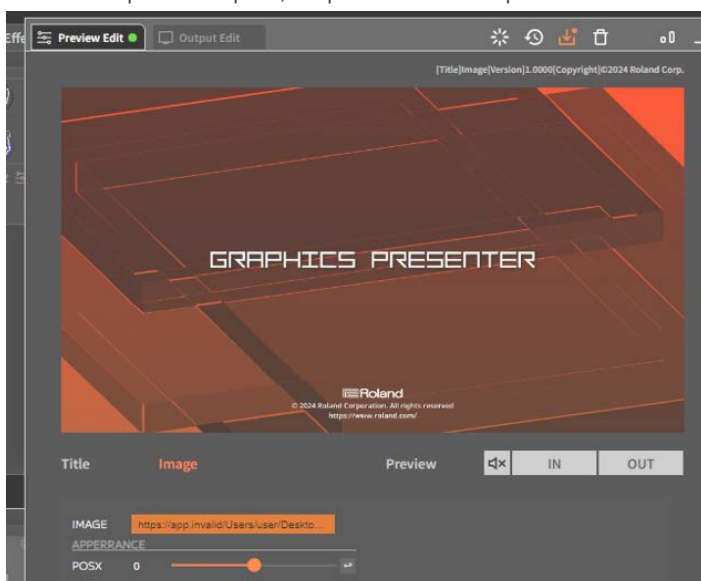 Effe
Preview Edit
Output Edit
[Title]Image[Version]1.0000[Copyright]©2024 Roland Corp.
GRAPHICS PRESENTER
Roland
© 2024 Roland Corporation. All rights reserved
https://www.roland.com/
Title Image Preview IN OUT
IMAGE https://app.invalid/Users/user/Deskto...
APPERRANCE
POSX 0